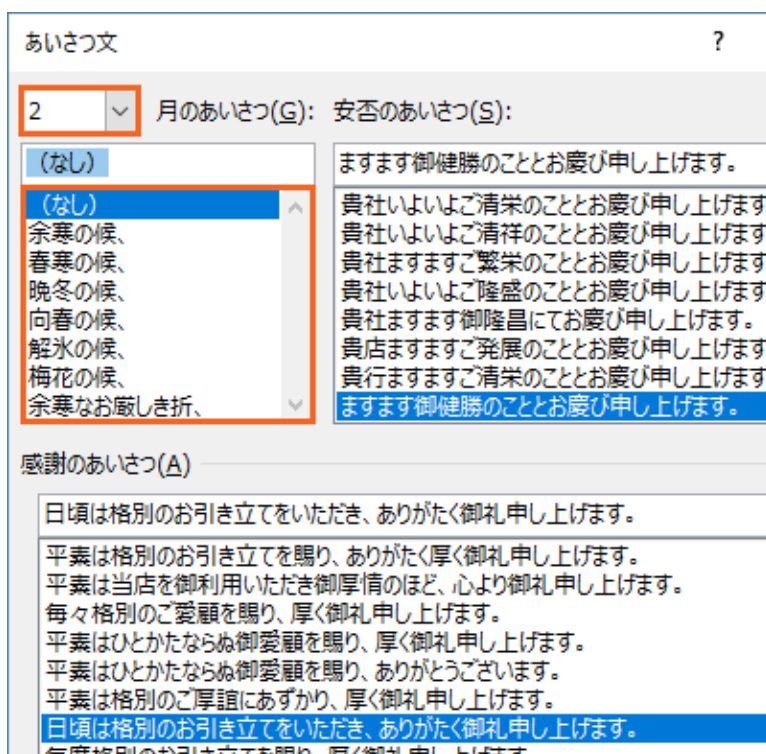 あいさつ文 ?
2 月のあいさつ(G): 安否のあいさつ(S):
(なし)
(なし)
余寒の候、
春寒の候、
晩冬の候、
向春の候、
解氷の候、
梅花の候、
余寒なお厳しき折、
ますます御健勝のこととお慶び申し上げます。
貴社いよいよご清栄のこととお慶び申し上げます
貴社いよいよご清祥のこととお慶び申し上げます
貴社ますますご繁栄のこととお慶び申し上げます
貴社いよいよご隆盛のこととお慶び申し上げます
貴社ますます御隆昌にてお慶び申し上げます。
貴店ますますご発展のこととお慶び申し上げます
貴行ますますご清栄のこととお慶び申し上げます
ますます御健勝のこととお慶び申し上げます。
感謝のあいさつ(A)
日頃は格別のお引き立てをいただき、ありがたく御礼申し上げます。
平素は格別のお引き立てを賜り、ありがたく厚く御礼申し上げます。
平素は当店を御利用いただき御厚情のほど、心より御礼申し上げます。
毎々格別のご愛顧を賜り、厚く御礼申し上げます。
平素はひとかたならぬ御愛顧を賜り、厚く御礼申し上げます。
平素はひとかたならぬ御愛顧を賜り、ありがとうございます。
平素は格別のご厚誼にあずかり、厚く御礼申し上げます。
日頃は格別のお引き立てをいただき、ありがたく御礼申し上げます。